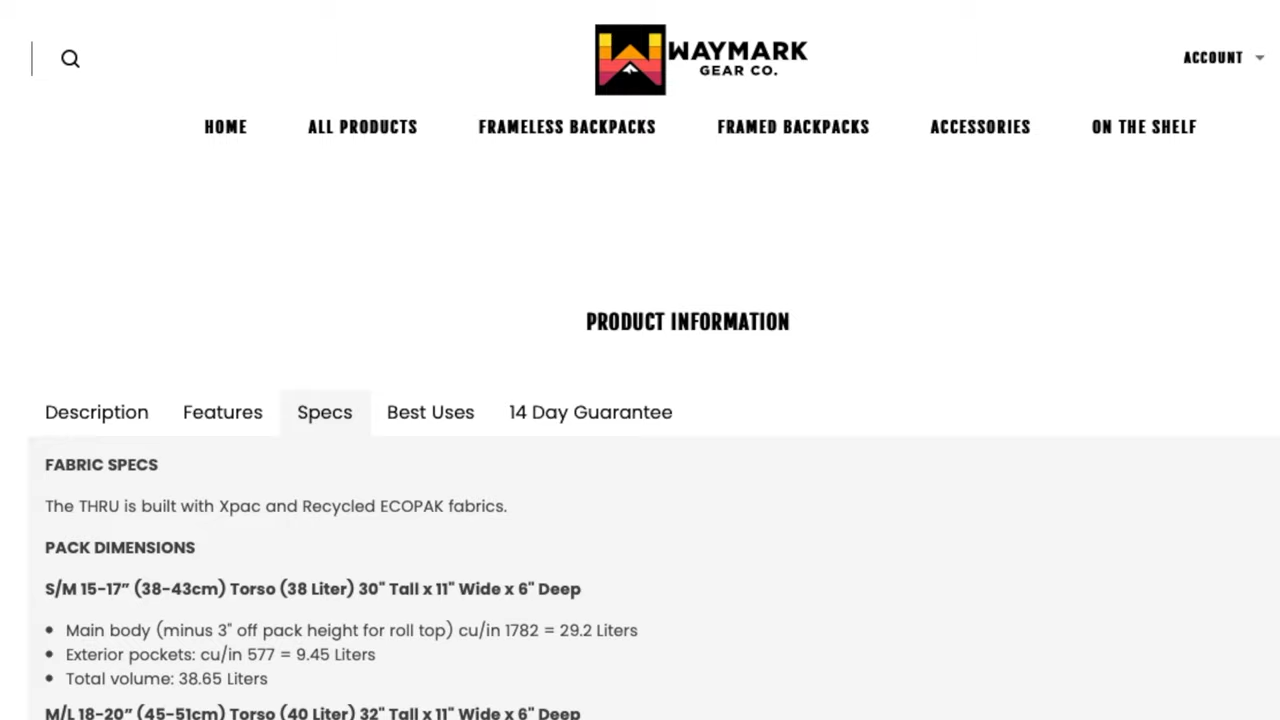 WAYMARK
GEAR CO.
ACCOUNT
HOME ALL PRODUCTS FRAMELESS BACKPACKS FRAMED BACKPACKS ACCESSORIES ON THE SHELF
PRODUCT INFORMATION
Description Features Specs Best Uses 14 Day Guarantee
FABRIC SPECS
The THRU is built with Xpac and Recycled ECOPAK fabrics.
PACK DIMENSIONS
S/M 15-17” (38-43cm) Torso (38 Liter) 30" Tall x 11" Wide x 6" Deep
• Main body (minus 3" off pack height for roll top) cu/in 1782 = 29.2 Liters
• Exterior pockets: cu/in 577 = 9.45 Liters
• Total volume: 38.65 Liters
M/L 18-20” (45-51cm) Torso (40 Liter) 32" Tall x 11" Wide x 6" Deep